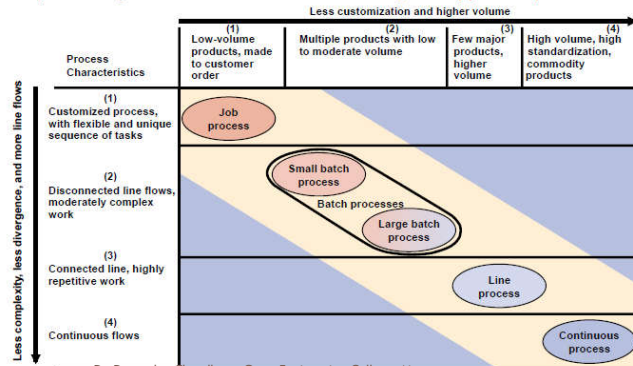 Less customization and higher volume
(1)
(2)
(3)
(4)
Low-volume
products, made
to customer
order
Multiple products with low
to moderate volume
Few major
products,
higher
volume
High volume, high
standardization,
commodity
products
Process
Characteristics
Less complexity, less divergence, and more line flows
(1)
Customized process,
with flexible and unique
sequence of tasks
Job
process
(2)
Disconnected line flows,
moderately complex
work
Small batch
process
Batch processes
Large batch
process
(3)
Connected line, highly
repetitive work
Line
process
(4)
Continuous flows
Continuous
process